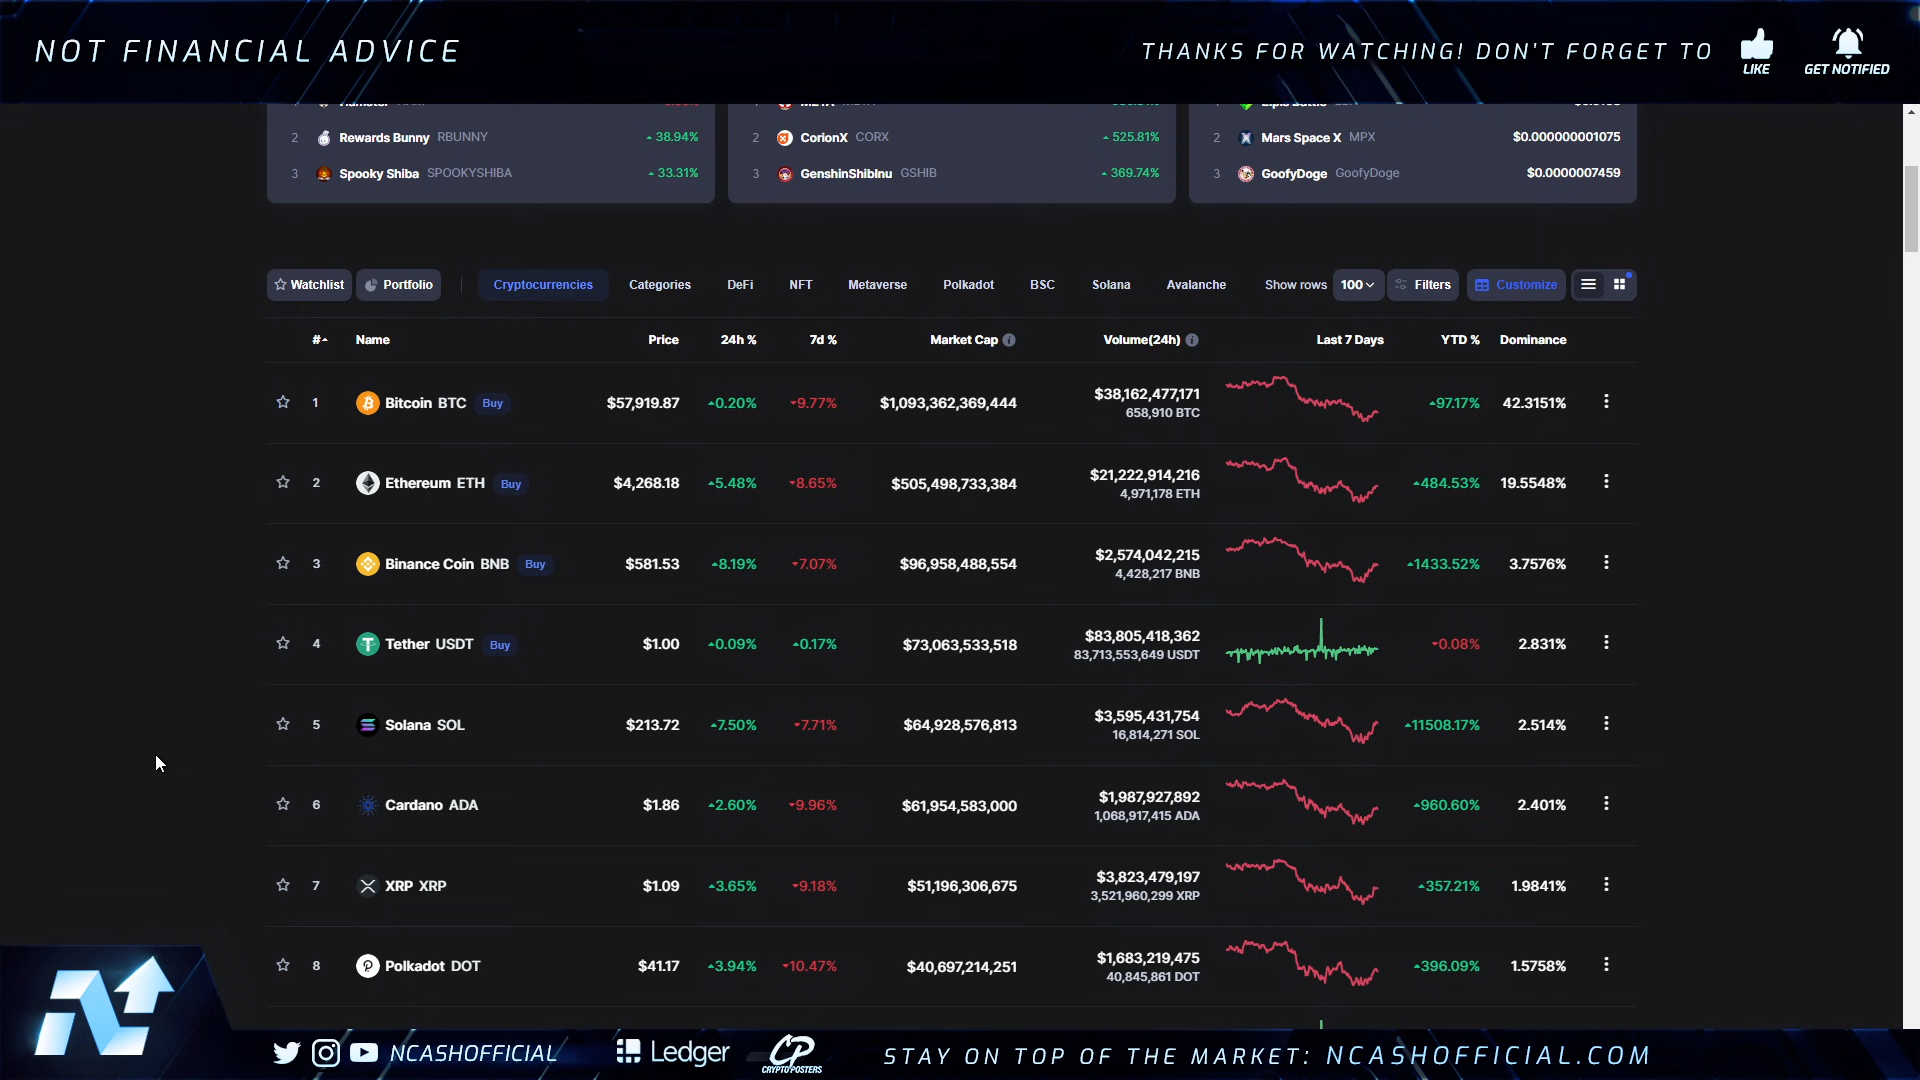 NOT FINANCIAL ADVICE
THANKS FOR WATCHING! DON'T FORGET TO
LIKE
GET NOTIFIED
2 Rewards Bunny RBUNNY 38.94%
3 Spooky Shiba SPOOKYSHIBA 33.31%
2 CorionX CORX 525.81%
3 GenshinShibInu GSHIB 369.74%
2 Mars Space X MPX $0.000000001075
3 GoofyDoge GoofyDoge $0.0000007459
Watchlist Portfolio Cryptocurrencies Categories DeFi NFT Metaverse Polkadot BSC Solana Avalanche Show rows 100 Filters Customize
# Name Price 24h % 7d % Market Cap Volume(24h) Last 7 Days YTD % Dominance
1 Bitcoin BTC Buy $57,919.87 0.20% 9.77% $1,093,362,369,444 $38,162,477,171 97.17% 42.3151%
658,910 BTC
2 Ethereum ETH Buy $4,268.18 5.48% 8.65% $505,498,733,384 $21,222,914,216 484.53% 19.5548%
4,971,178 ETH
3 Binance Coin BNB Buy $581.53 8.19% 7.07% $96,958,488,554 $2,574,042,215 1433.52% 3.7576%
4,428,217 BNB
4 Tether USDT Buy $1.00 0.09% 0.17% $73,063,533,518 $83,805,418,362 0.08% 2.831%
83,713,553,649 USDT
5 Solana SOL $213.72 7.50% 7.71% $64,928,576,813 $3,595,431,754 11508.17% 2.514%
16,814,271 SOL
6 Cardano ADA $1.86 2.60% 9.96% $61,954,583,000 $1,987,927,892 960.60% 2.401%
1,068,917,415 ADA
7 XRP XRP $1.09 3.65% 9.18% $51,196,306,675 $3,823,479,197 357.21% 1.9841%
3,521,960,299 XRP
8 Polkadot DOT $41.17 3.94% 10.47% $40,697,214,251 $1,683,219,475 396.09% 1.5758%
40,845,861 DOT
NCASHOFFICIAL
Ledger
CP
CRYPTOPOSTERS
STAY ON TOP OF THE MARKET: NCASHOFFICIAL.COM